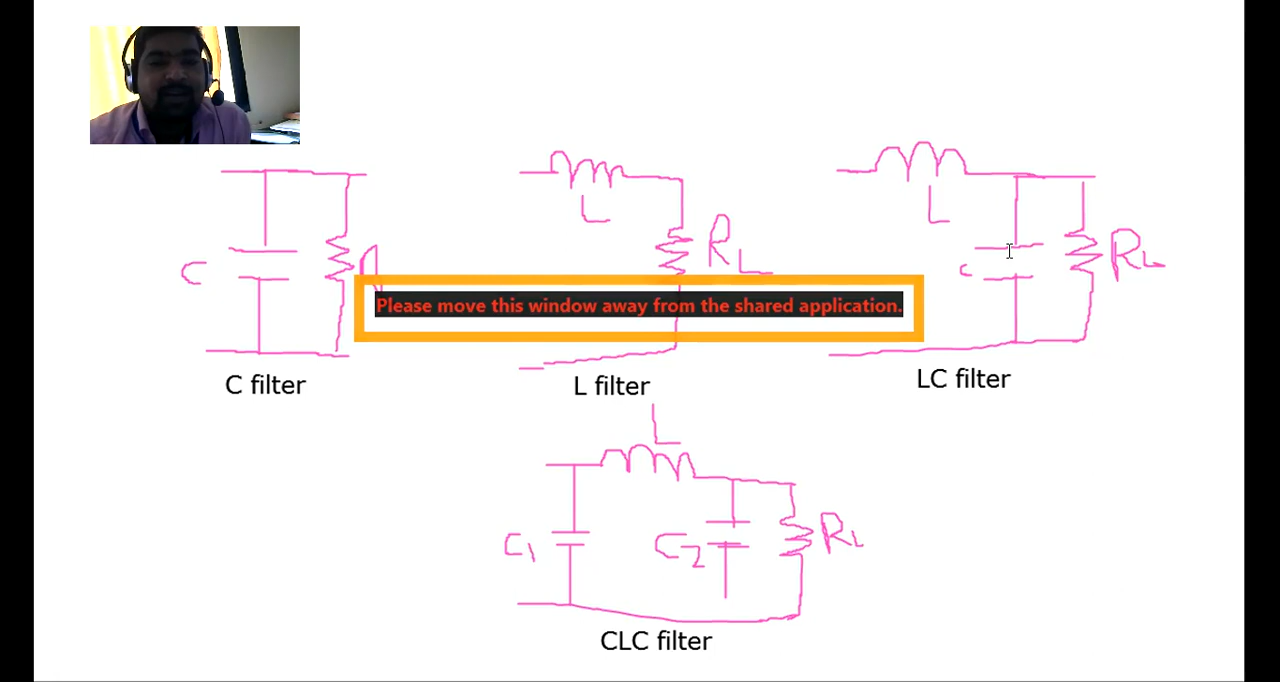 L
L
C
R
RL
C
RL
Please move this window away from the shared application.
C filter
L filter
LC filter
L
C1
C2
RL
CLC filter